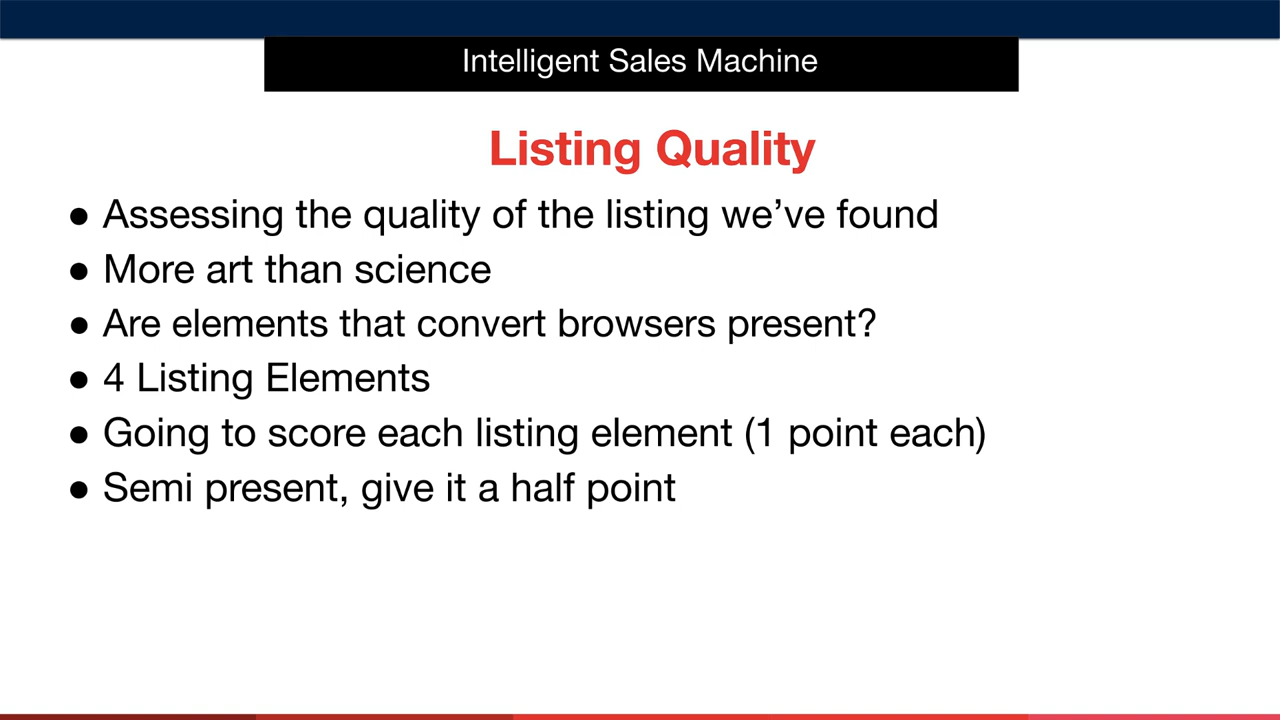 Intelligent Sales Machine
Listing Quality
● Assessing the quality of the listing we’ve found
● More art than science
● Are elements that convert browsers present?
● 4 Listing Elements
● Going to score each listing element (1 point each)
● Semi present, give it a half point